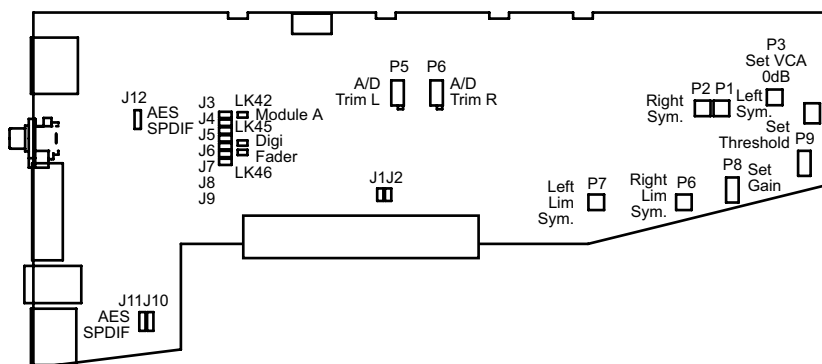 P3
Set VCA
0dB
P5
P6
A/D
Trim L
A/D
Trim R
J12
AES
SPDIF
J3
J4
J5
J6
J7
J8
J9
LK42
Module A
LK45
Digi
Fader
LK46
P2 P1
Right
Sym.
Left
Sym.
Set
Threshold
P9
P8
Set
Gain
J1J2
Left
Lim
Sym.
P7
Right
Lim
Sym.
P6
J11J10
AES
SPDIF